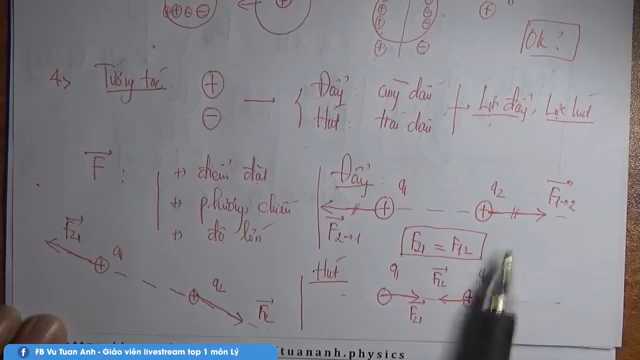 Ok?
4> Tương tác
⊕ ⊖ → { Đẩy cùng dấu → Lực đẩy, Lực hút
Hút trái dấu
F : + điểm đặt
+ phương, chiều
+ độ lớn
Đẩy
q1 q2 F1→2
F2→1
F21 = F12
F21 q1
q2 F12
Hút
q1 F12 q
F21
FB Vu Tuan Anh - Giáo viên livestream top 1 môn Lý
tuananh.physics